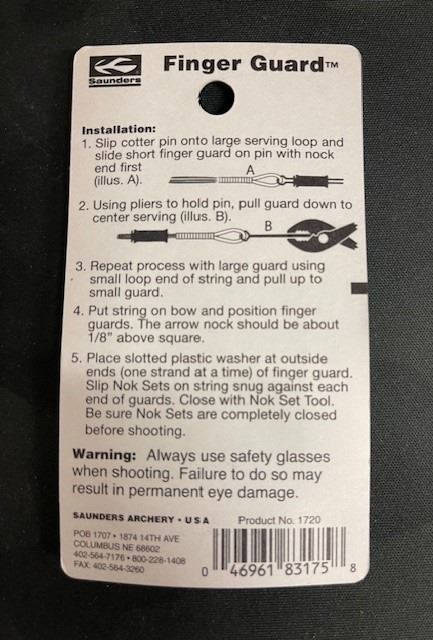 Saunders
Finger Guard™
Installation:
1. Slip cotter pin onto large serving loop and
slide short finger guard on pin with nock
end first
(illus. A).
A
2. Using pliers to hold pin, pull guard down to
center serving (illus. B).
B
3. Repeat process with large guard using
small loop end of string and pull up to
small guard.
4. Put string on bow and position finger
guards. The arrow nock should be about
1/8" above square.
5. Place slotted plastic washer at outside
ends (one strand at a time) of finger guard.
Slip Nok Sets on string snug against each
end of guards. Close with Nok Set Tool.
Be sure Nok Sets are completely closed
before shooting.
Warning: Always use safety glasses
when shooting. Failure to do so may
result in permanent eye damage.
SAUNDERS ARCHERY • USA
Product No. 1720
POB 1707 • 1874 14TH AVE
COLUMBUS NE 68602
402-564-7176 • 800-228-1408
FAX: 402-564-3260
0 46961 83175 8